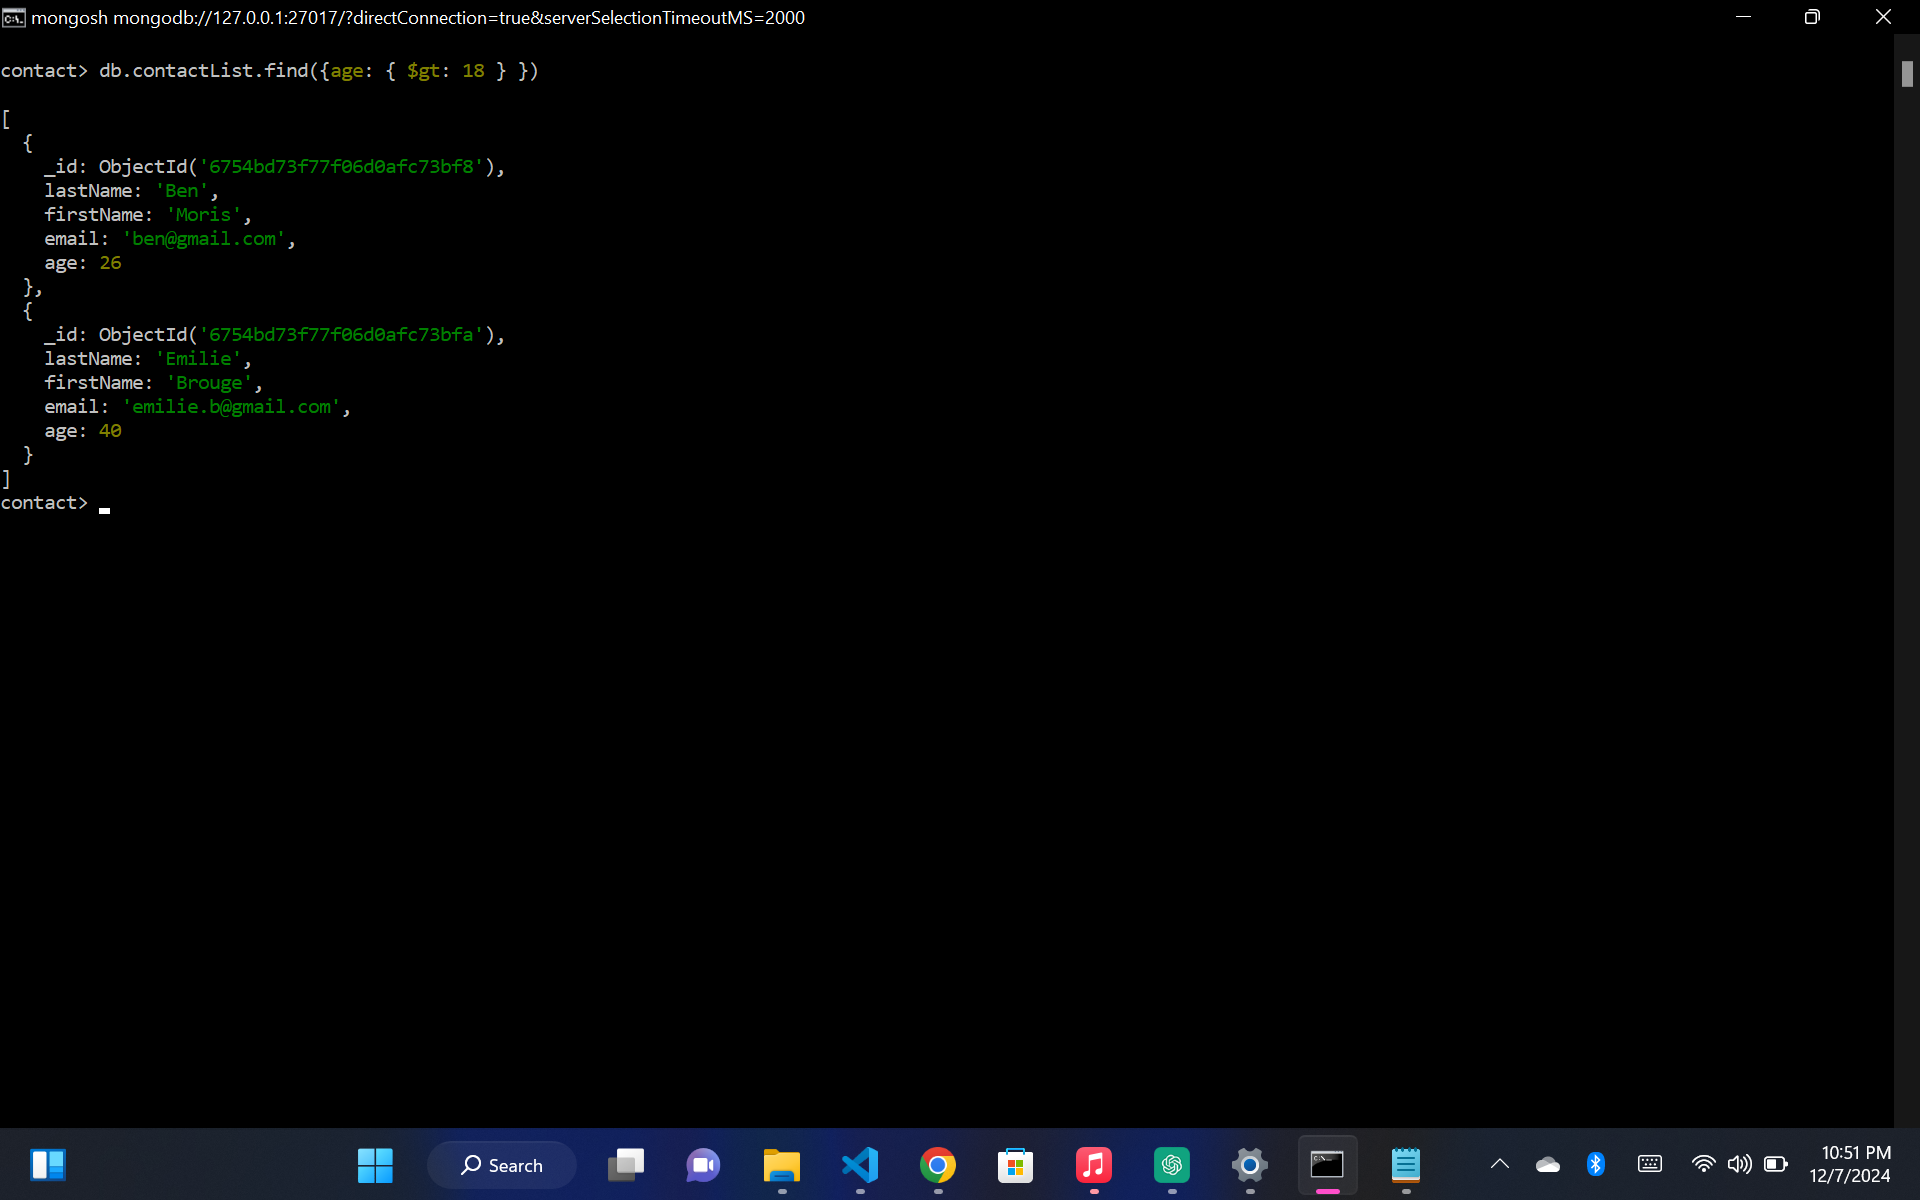 mongosh mongodb://127.0.0.1:27017/?directConnection=true&serverSelectionTimeoutMS=2000
contact> db.contactList.find({age: { $gt: 18 } })
[
  {
    _id: ObjectId('6754bd73f77f06d0afc73bf8'),
    lastName: 'Ben',
    firstName: 'Moris',
    email: 'ben@gmail.com',
    age: 26
  },
  {
    _id: ObjectId('6754bd73f77f06d0afc73bfa'),
    lastName: 'Emilie',
    firstName: 'Brouge',
    email: 'emilie.b@gmail.com',
    age: 40
  }
]
contact>
Search
10:51 PM
12/7/2024